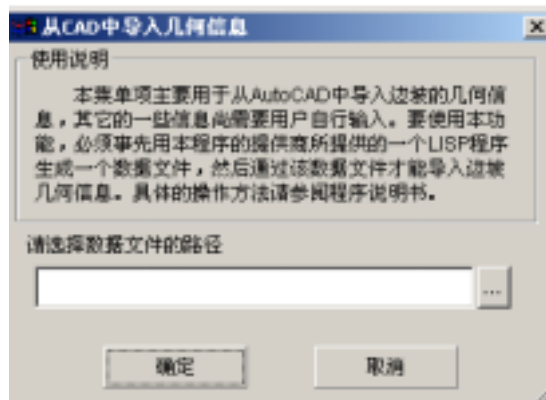 从CAD中导入几何信息
使用说明
本菜单项主要用于从AutoCAD中导入边坡的几何信
息，其它的一些信息尚需要用户自行输入。要使用本功
能，必须事先用本程序的提供商所提供的一个LISP程序
生成一个数据文件，然后通过该数据文件才能导入边坡
几何信息。具体的操作方法请参阅程序说明书。
请选择数据文件的路径
...
确定
取消